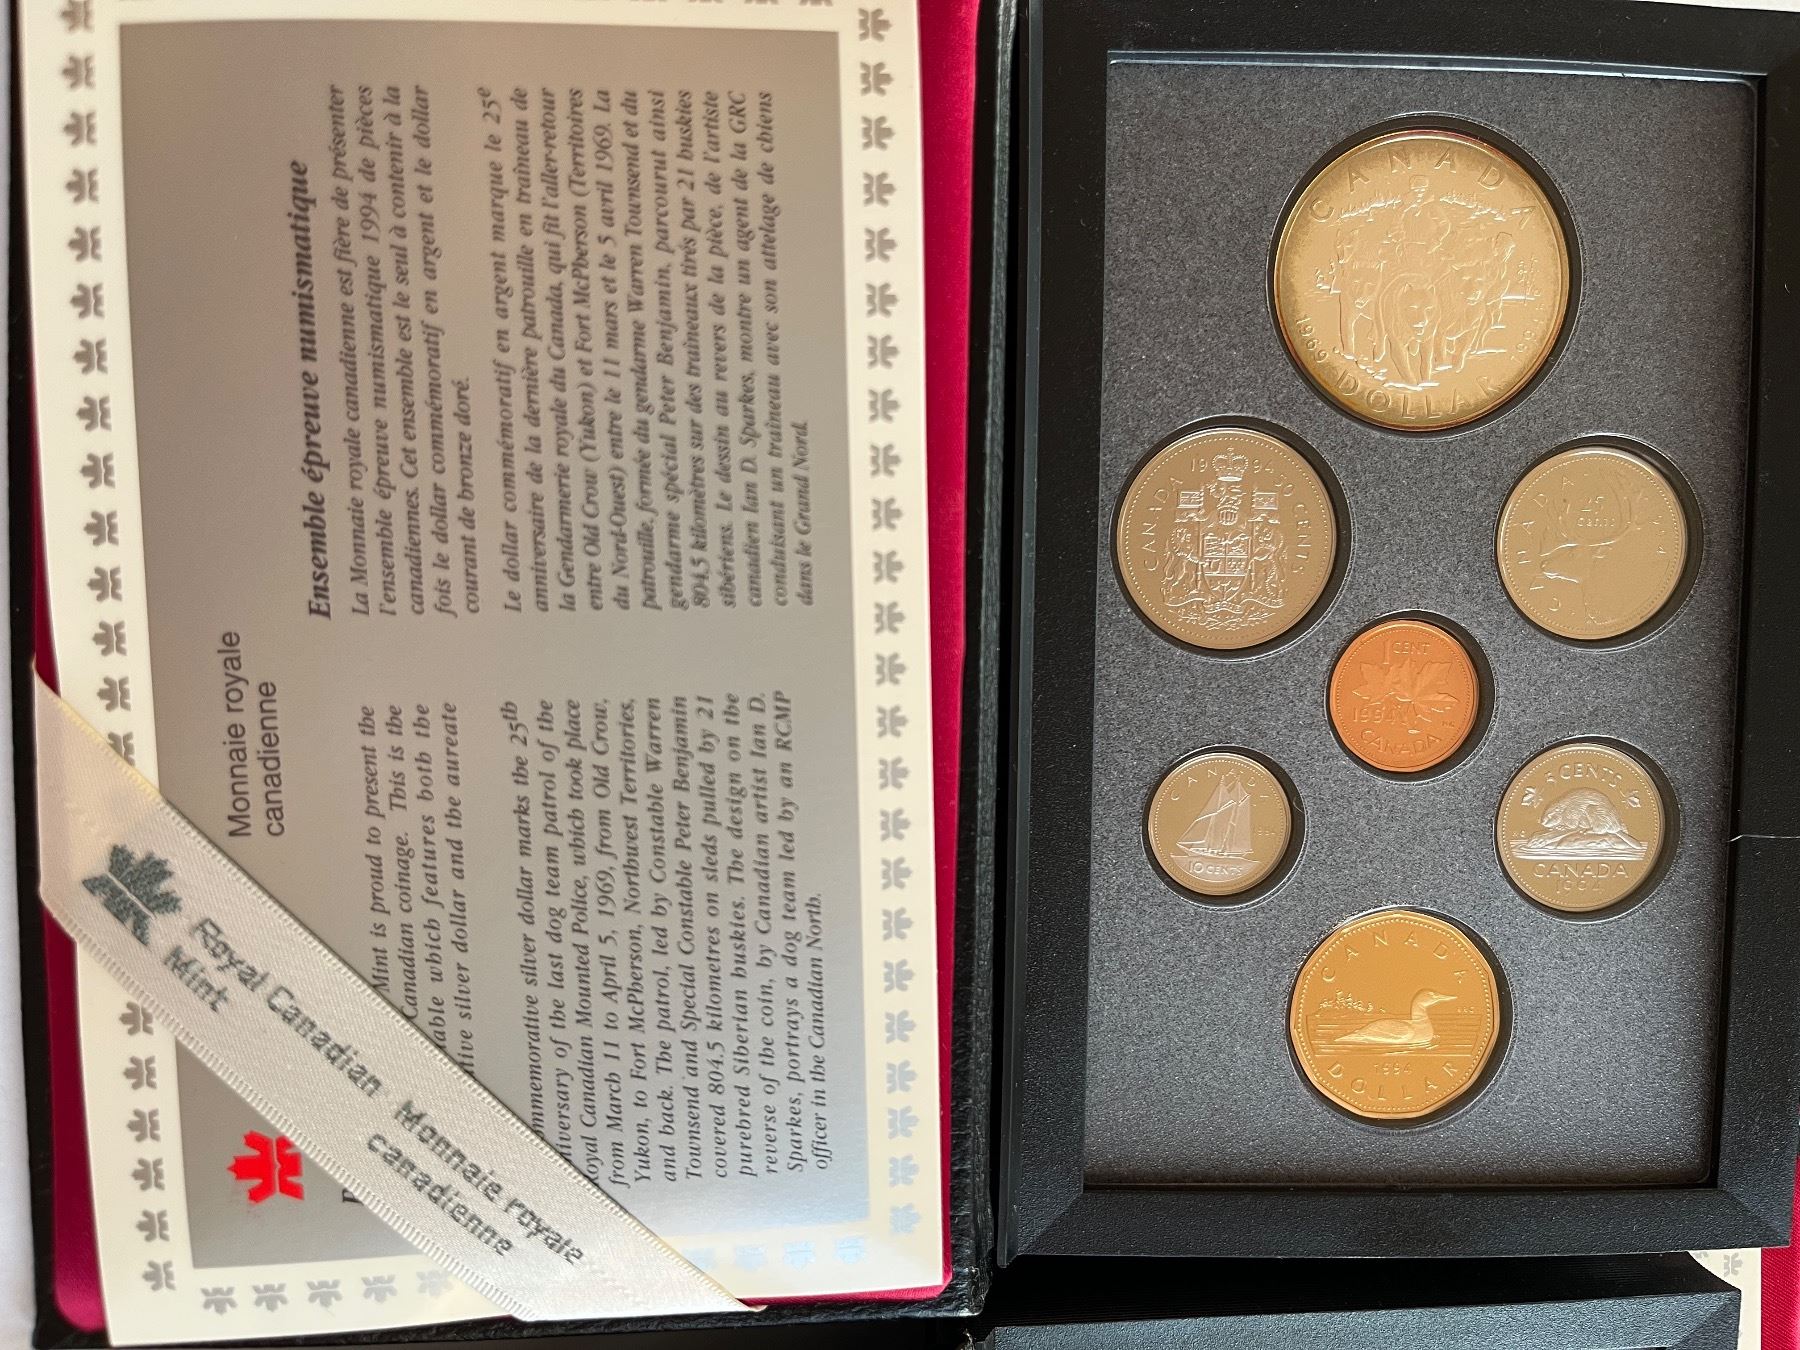 Monnaie royale
canadienne
Mint is proud to present the
Canadian coinage. This is the
which features both the
silver dollar and the aureate
silver dollar marks the 25th
of the last dog team patrol of the
Royal Canadian Mounted Police, which took place
from March 11 to April 5, 1969, from Old Crow,
Yukon, to Fort McPherson, Northwest Territories,
and back. The patrol, led by Constable Warren
Townsend and Special Constable Peter Benjamin
covered 804.5 kilometres on sleds pulled by 21
purebred Siberian huskies. The design on the
reverse of the coin, by Canadian artist Ian D.
Sparkes, portrays a dog team led by an RCMP
officer in the Canadian North.
Ensemble épreuve numismatique
La Monnaie royale canadienne est fière de présenter
l'ensemble épreuve numismatique 1994 de pièces
canadiennes. Cet ensemble est le seul à contenir à la
fois le dollar commémoratif en argent et le dollar
courant de bronze doré.
Le dollar commémoratif en argent marque le 25e
anniversaire de la dernière patrouille en traîneau de
la Gendarmerie royale du Canada, qui fit l'aller-retour
entre Old Crow (Yukon) et Fort McPherson (Territoires
du Nord-Ouest) entre le 11 mars et le 5 avril 1969. La
patrouille, formée du gendarme Warren Townsend et du
gendarme spécial Peter Benjamin, parcourut ainsi
804,5 kilomètres sur des traîneaux tirés par 21 huskies
sibériens. Le dessin au revers de la pièce, de l'artiste
canadien Ian D. Sparkes, montre un agent de la GRC
conduisant un traîneau avec son attelage de chiens
dans le Grand Nord.
Royal Canadian Monnaie royale
Mint canadienne
CANADA
1969 199
DOLLAR
19 94
CANADA 50 CENTS
CANADA
25
CENTS
1 CENT
1994
CANADA
CANADA
1994
10 CENTS
5 CENTS
CANADA
1994
CANADA
1994
DOLLAR